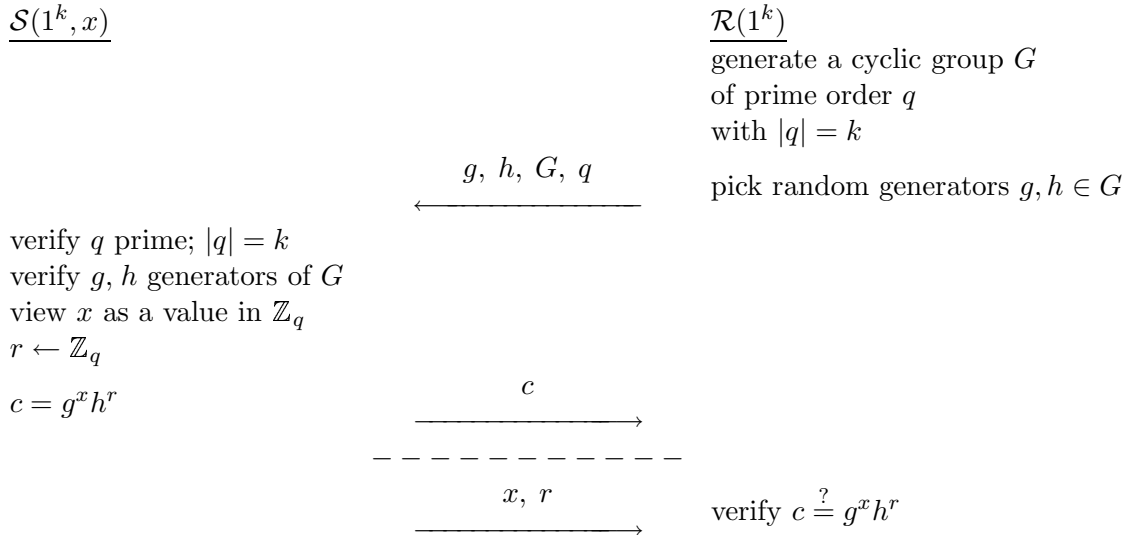 S(1^k, x)
R(1^k)
generate a cyclic group G
of prime order q
with |q| = k
g, h, G, q
pick random generators g, h ∈ G
verify q prime; |q| = k
verify g, h generators of G
view x as a value in ℤ_q
r ← ℤ_q
c
c = g^x h^r
x, r
verify c ≟ g^x h^r